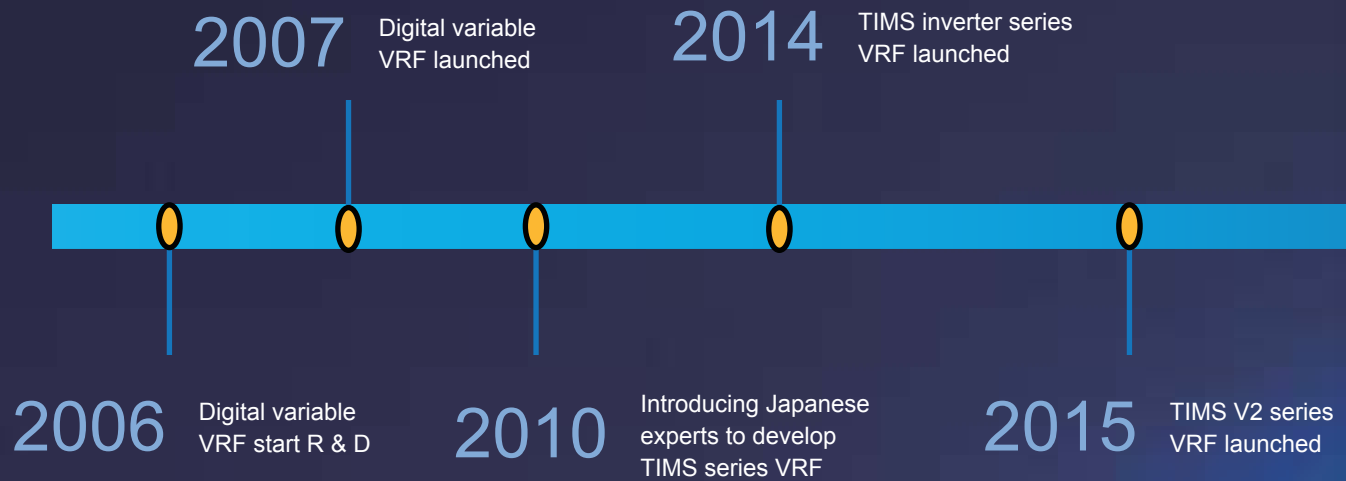 2007
Digital variable
VRF launched
2014
TIMS inverter series
VRF launched
2006
Digital variable
VRF start R & D
2010
Introducing Japanese
experts to develop
TIMS series VRF
2015
TIMS V2 series
VRF launched